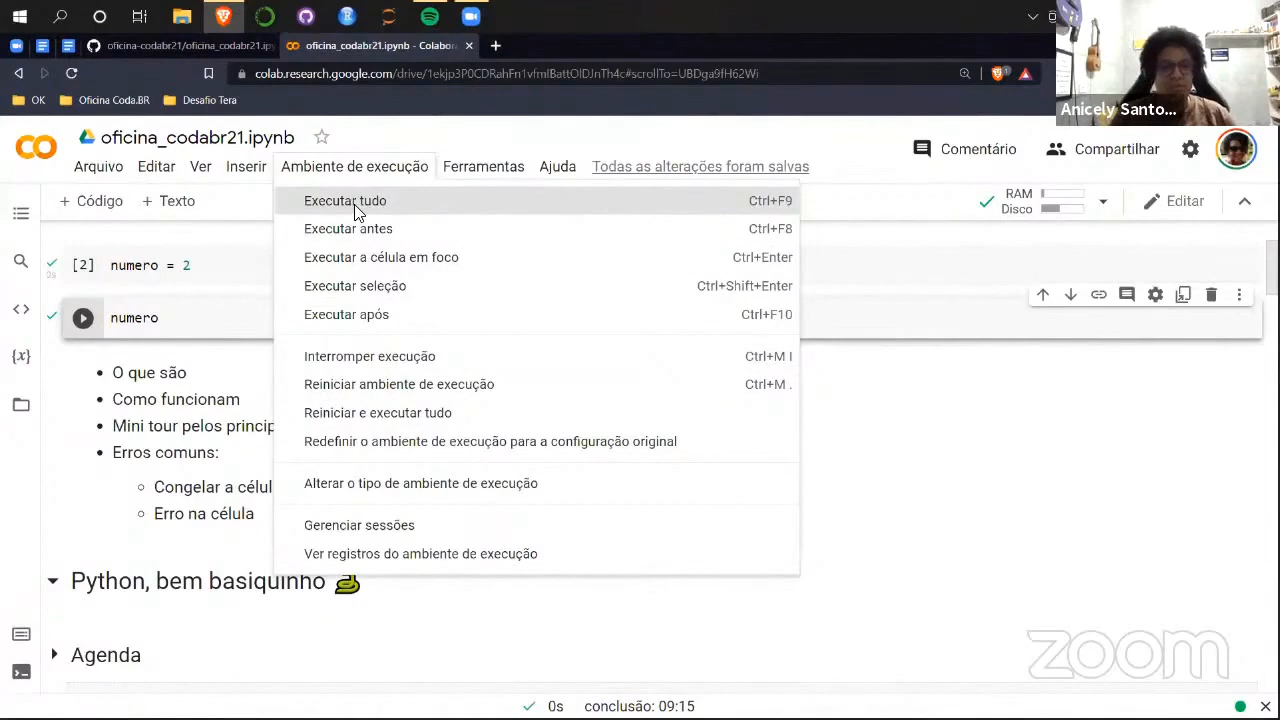 oficina-codabr21/oficina_codabr21.ipyn
oficina_codabr21.ipynb - Colabora
colab.research.google.com/drive/1ekjp3P0CDRahFn1vfmlBattOlDJnTh4c#scrollTo=UBDga9fH62Wi
OK
Oficina Coda.BR
Desafio Tera
Anicely Santo...
oficina_codabr21.ipynb
Arquivo Editar Ver Inserir Ambiente de execução Ferramentas Ajuda Todas as alterações foram salvas
Comentário
Compartilhar
+ Código + Texto
RAM
Disco
Editar
Executar tudo Ctrl+F9
Executar antes Ctrl+F8
Executar a célula em foco Ctrl+Enter
Executar seleção Ctrl+Shift+Enter
Executar após Ctrl+F10
Interromper execução Ctrl+M I
Reiniciar ambiente de execução Ctrl+M .
Reiniciar e executar tudo
Redefinir o ambiente de execução para a configuração original
Alterar o tipo de ambiente de execução
Gerenciar sessões
Ver registros do ambiente de execução
[2] numero = 2
0s
numero
{x}
• O que são
• Como funcionam
• Mini tour pelos princip
• Erros comuns:
○ Congelar a célul
○ Erro na célula
Python, bem basiquinho
Agenda
zoom
0s conclusão: 09:15